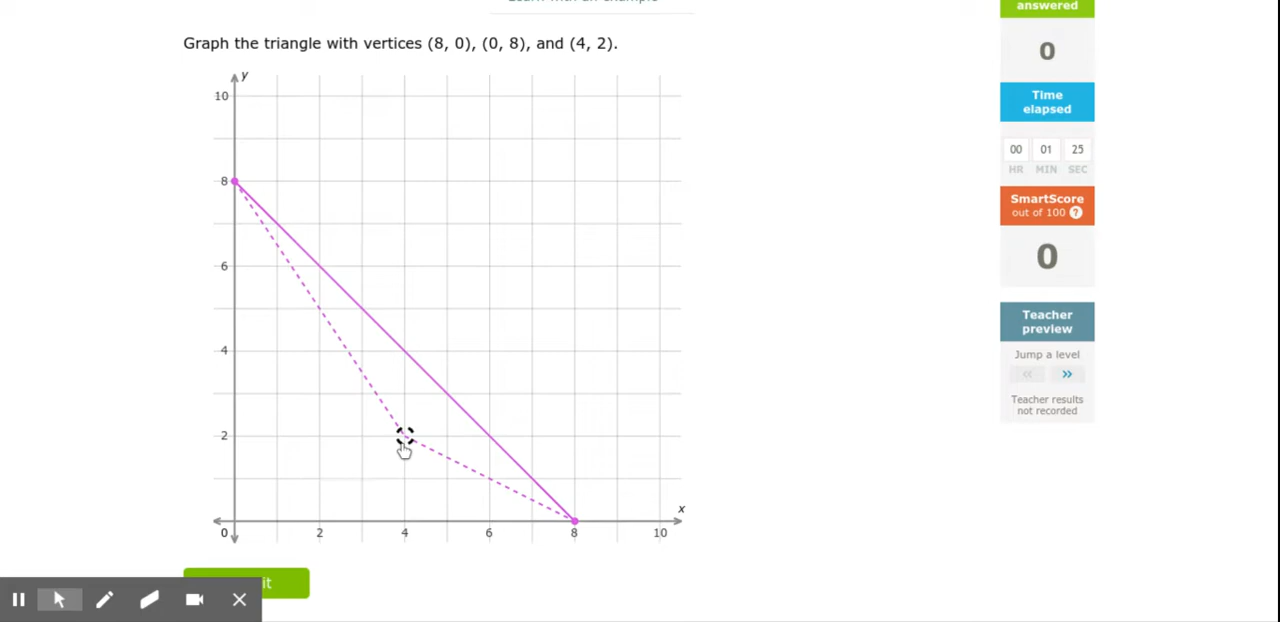 answered
Graph the triangle with vertices (8, 0), (0, 8), and (4, 2).
0
y
10
8
6
4
2
0
2
4
6
8
10
x
Time
elapsed
00 01 25
HR MIN SEC
SmartScore
out of 100 ?
0
Teacher
preview
Jump a level
<< >>
Teacher results
not recorded
it